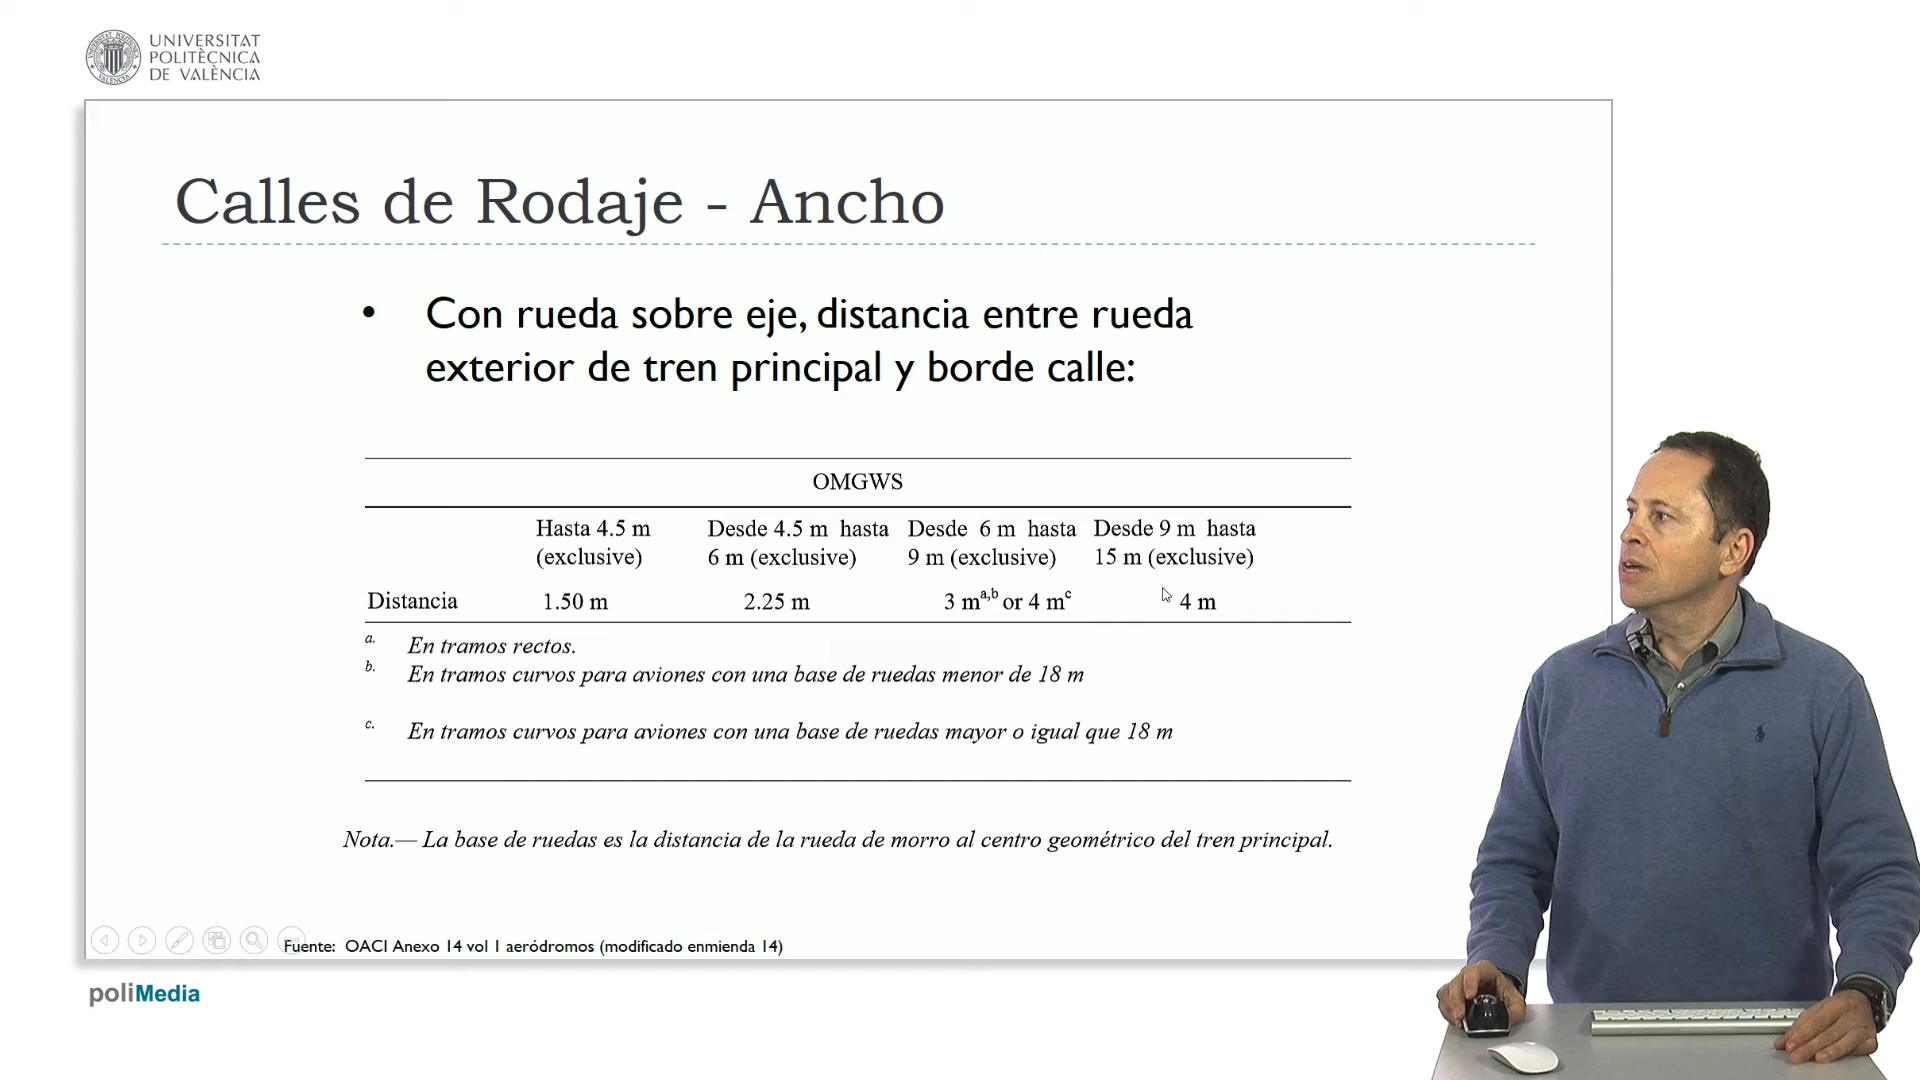 UNIVERSITAT
POLITÈCNICA
DE VALÈNCIA
Calles de Rodaje - Ancho
• Con rueda sobre eje, distancia entre rueda
exterior de tren principal y borde calle:
OMGWS
Hasta 4.5 m
(exclusive)
Desde 4.5 m hasta
6 m (exclusive)
Desde 6 m hasta
9 m (exclusive)
Desde 9 m hasta
15 m (exclusive)
Distancia 1.50 m 2.25 m 3 m a,b or 4 m c 4 m
a. En tramos rectos.
b. En tramos curvos para aviones con una base de ruedas menor de 18 m
c. En tramos curvos para aviones con una base de ruedas mayor o igual que 18 m
Nota.— La base de ruedas es la distancia de la rueda de morro al centro geométrico del tren principal.
Fuente: OACI Anexo 14 vol 1 aeródromos (modificado enmienda 14)
poliMedia